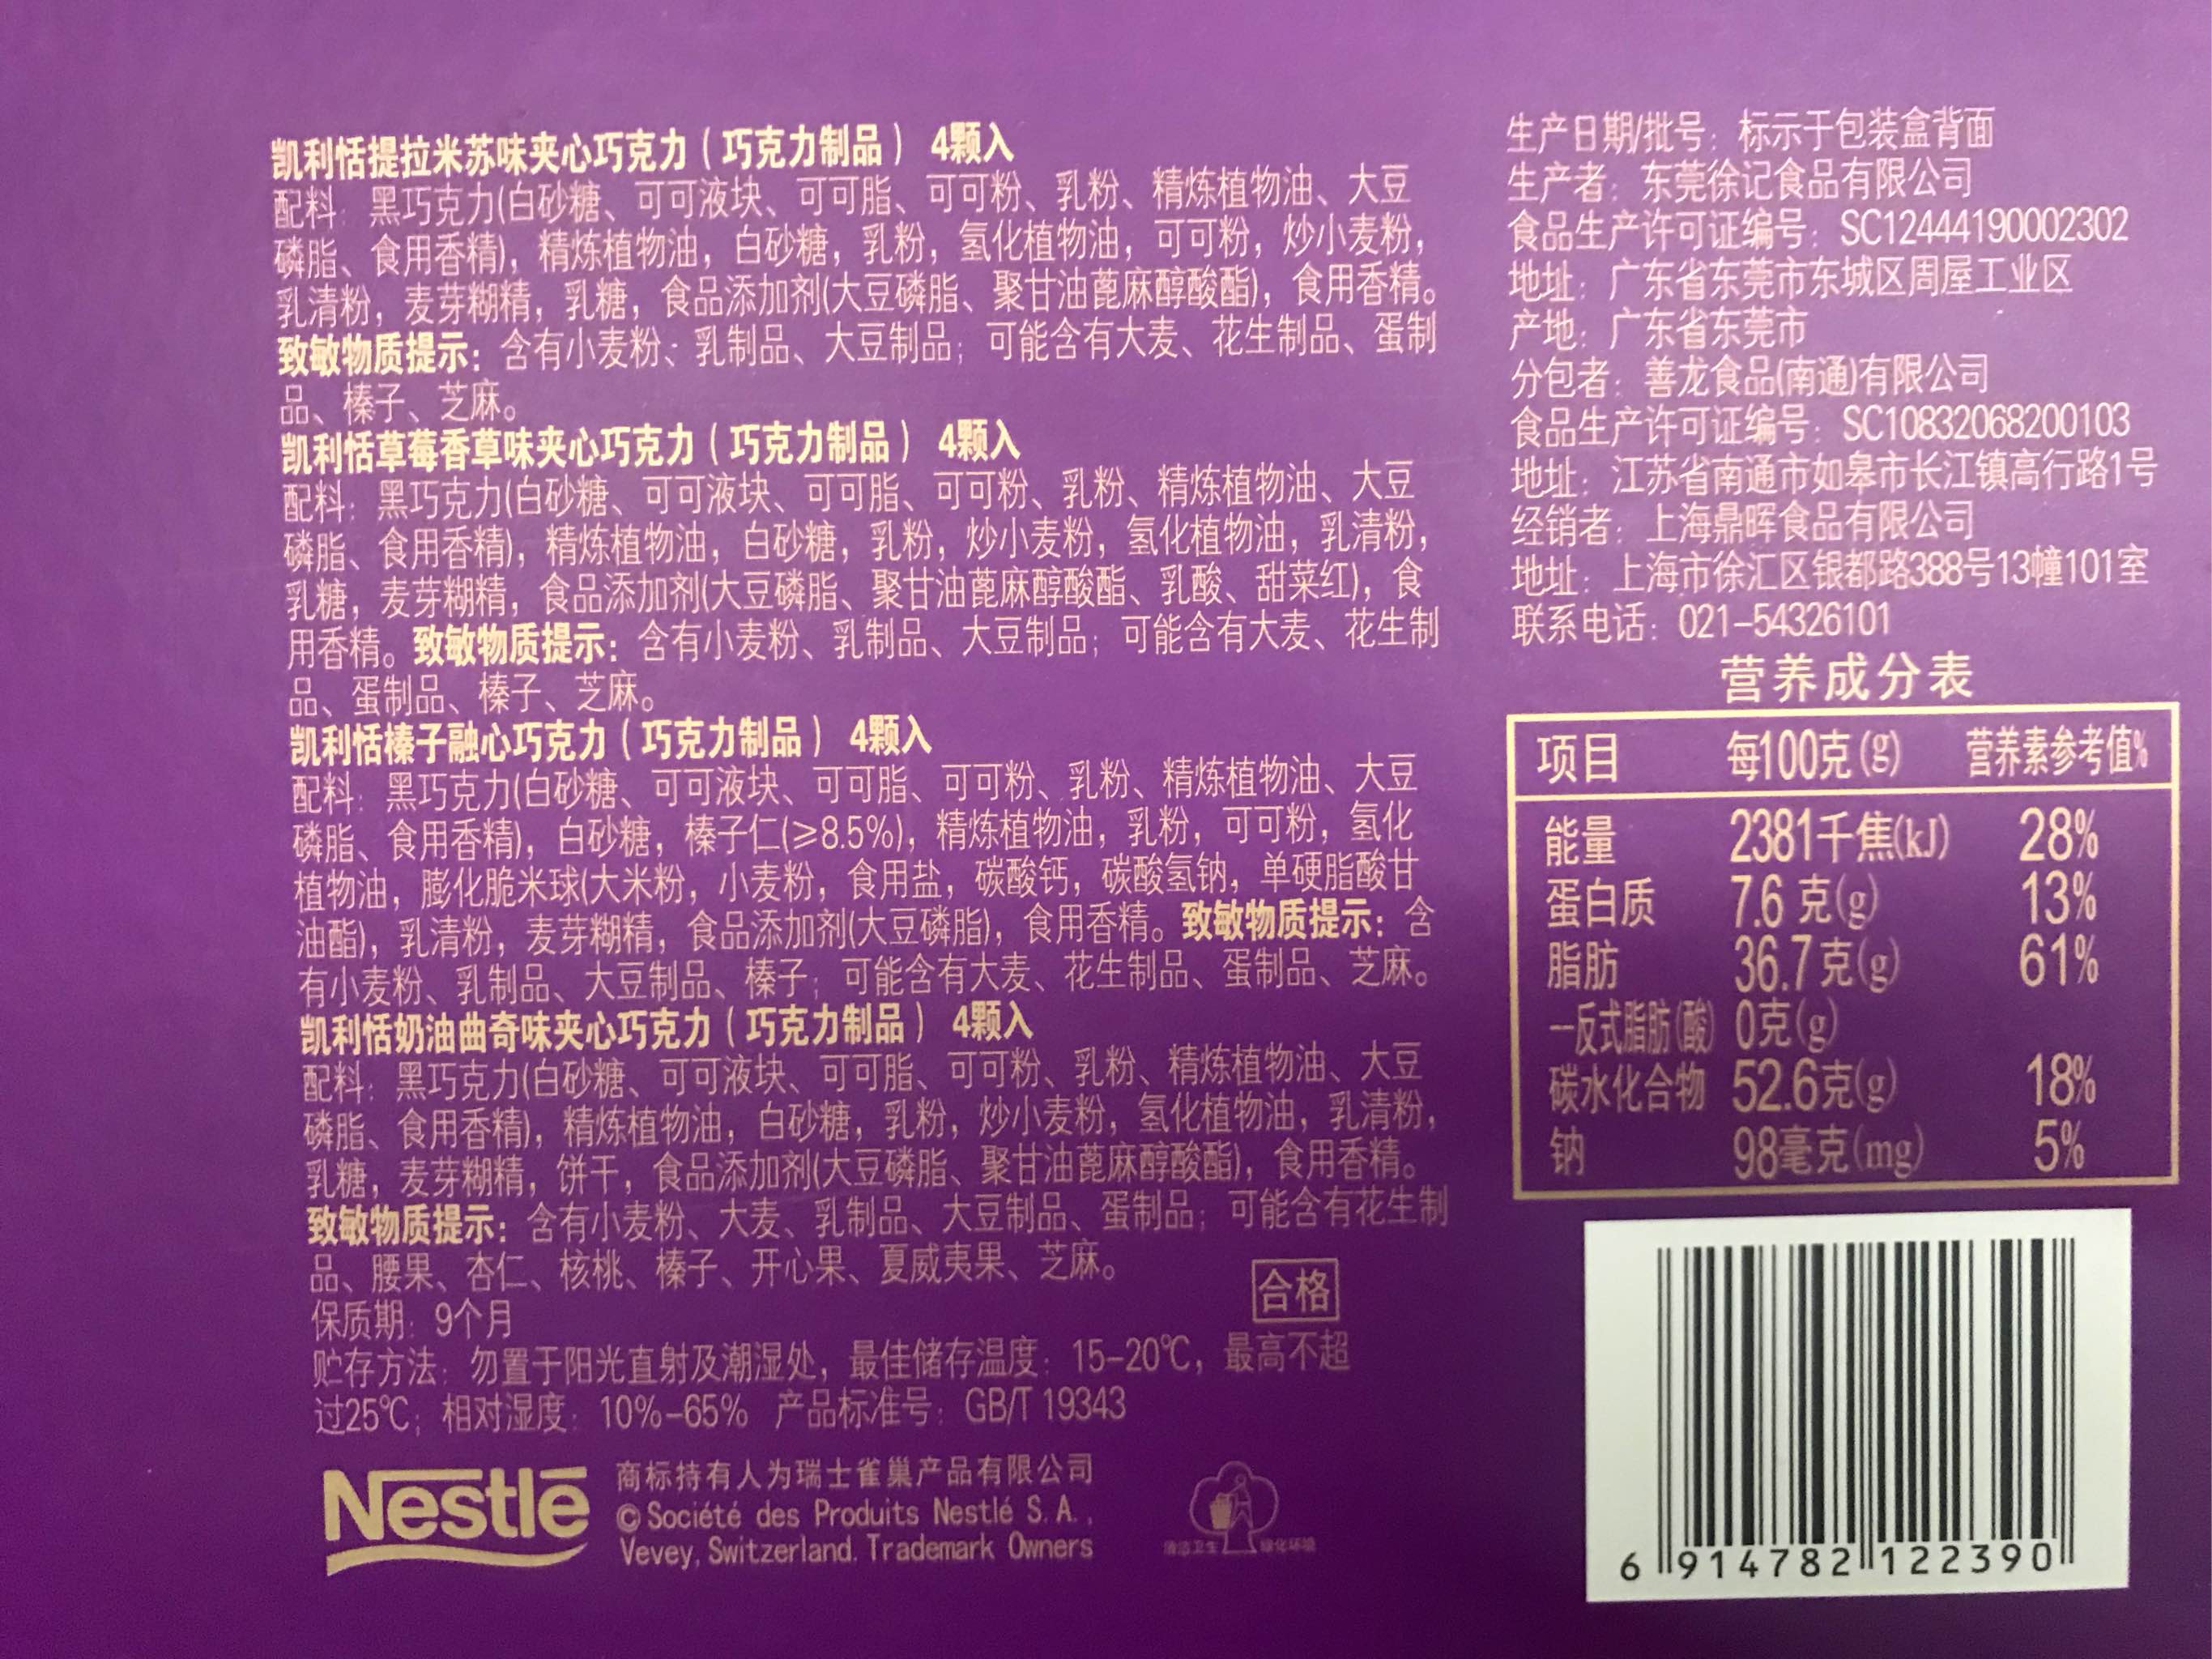 凯利恬提拉米苏味夹心巧克力（巧克力制品） 4颗入
配料：黑巧克力(白砂糖、可可液块、可可脂、可可粉、乳粉、精炼植物油、大豆
磷脂、食用香精)，精炼植物油，白砂糖，乳粉，氢化植物油，可可粉，炒小麦粉，
乳清粉，麦芽糊精，乳糖，食品添加剂(大豆磷脂、聚甘油蓖麻醇酸酯)，食用香精。
致敏物质提示：含有小麦粉、乳制品、大豆制品；可能含有大麦、花生制品、蛋制
品、榛子、芝麻。
凯利恬草莓香草味夹心巧克力（巧克力制品） 4颗入
配料：黑巧克力(白砂糖、可可液块、可可脂、可可粉、乳粉、精炼植物油、大豆
磷脂、食用香精)，精炼植物油，白砂糖，乳粉，炒小麦粉，氢化植物油，乳清粉，
乳糖，麦芽糊精，食品添加剂(大豆磷脂、聚甘油蓖麻醇酸酯、乳酸、甜菜红)，食
用香精。致敏物质提示：含有小麦粉、乳制品、大豆制品；可能含有大麦、花生制
品、蛋制品、榛子、芝麻。
凯利恬榛子融心巧克力（巧克力制品） 4颗入
配料：黑巧克力(白砂糖、可可液块、可可脂、可可粉、乳粉、精炼植物油、大豆
磷脂、食用香精)，白砂糖，榛子仁(≥8.5%)，精炼植物油，乳粉，可可粉，氢化
植物油，膨化脆米球(大米粉，小麦粉，食用盐，碳酸钙，碳酸氢钠，单硬脂酸甘
油酯)，乳清粉，麦芽糊精，食品添加剂(大豆磷脂)，食用香精。致敏物质提示：含
有小麦粉、乳制品、大豆制品、榛子；可能含有大麦、花生制品、蛋制品、芝麻。
凯利恬奶油曲奇味夹心巧克力（巧克力制品） 4颗入
配料：黑巧克力(白砂糖、可可液块、可可脂、可可粉、乳粉、精炼植物油、大豆
磷脂、食用香精)，精炼植物油，白砂糖，乳粉，炒小麦粉，氢化植物油，乳清粉，
乳糖，麦芽糊精，饼干，食品添加剂(大豆磷脂、聚甘油蓖麻醇酸酯)，食用香精。
致敏物质提示：含有小麦粉、大麦、乳制品、大豆制品、蛋制品；可能含有花生制
品、腰果、杏仁、核桃、榛子、开心果、夏威夷果、芝麻。
合格
保质期：9个月
贮存方法：勿置于阳光直射及潮湿处，最佳储存温度：15-20℃，最高不超
过25℃；相对湿度：10%-65% 产品标准号：GB/T 19343
Nestlé
商标持有人为瑞士雀巢产品有限公司
© Société des Produits Nestlé S.A.,
Vevey, Switzerland. Trademark Owners
清洁卫生 绿化环境
生产日期/批号：标示于包装盒背面
生产者：东莞徐记食品有限公司
食品生产许可证编号：SC12444190002302
地址：广东省东莞市东城区周屋工业区
产地：广东省东莞市
分包者：善龙食品(南通)有限公司
食品生产许可证编号：SC10832068200103
地址：江苏省南通市如皋市长江镇高行路1号
经销者：上海鼎晖食品有限公司
地址：上海市徐汇区银都路388号13幢101室
联系电话：021-54326101
营养成分表
项目 每100克(g) 营养素参考值%
能量 2381千焦(kJ) 28%
蛋白质 7.6克(g) 13%
脂肪 36.7克(g) 61%
—反式脂肪(酸) 0克(g)
碳水化合物 52.6克(g) 18%
钠 98毫克(mg) 5%
6 914782 122390